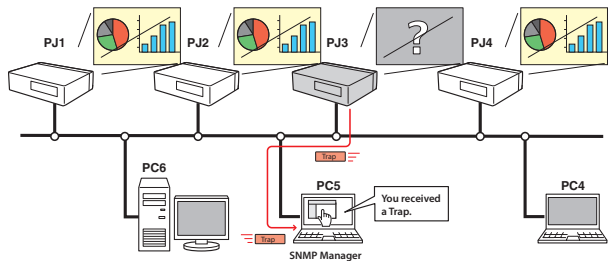 PJ1
PJ2
PJ3
PJ4
?
Trap
PC6
PC5
PC4
You received
a Trap.
Trap
SNMP Manager